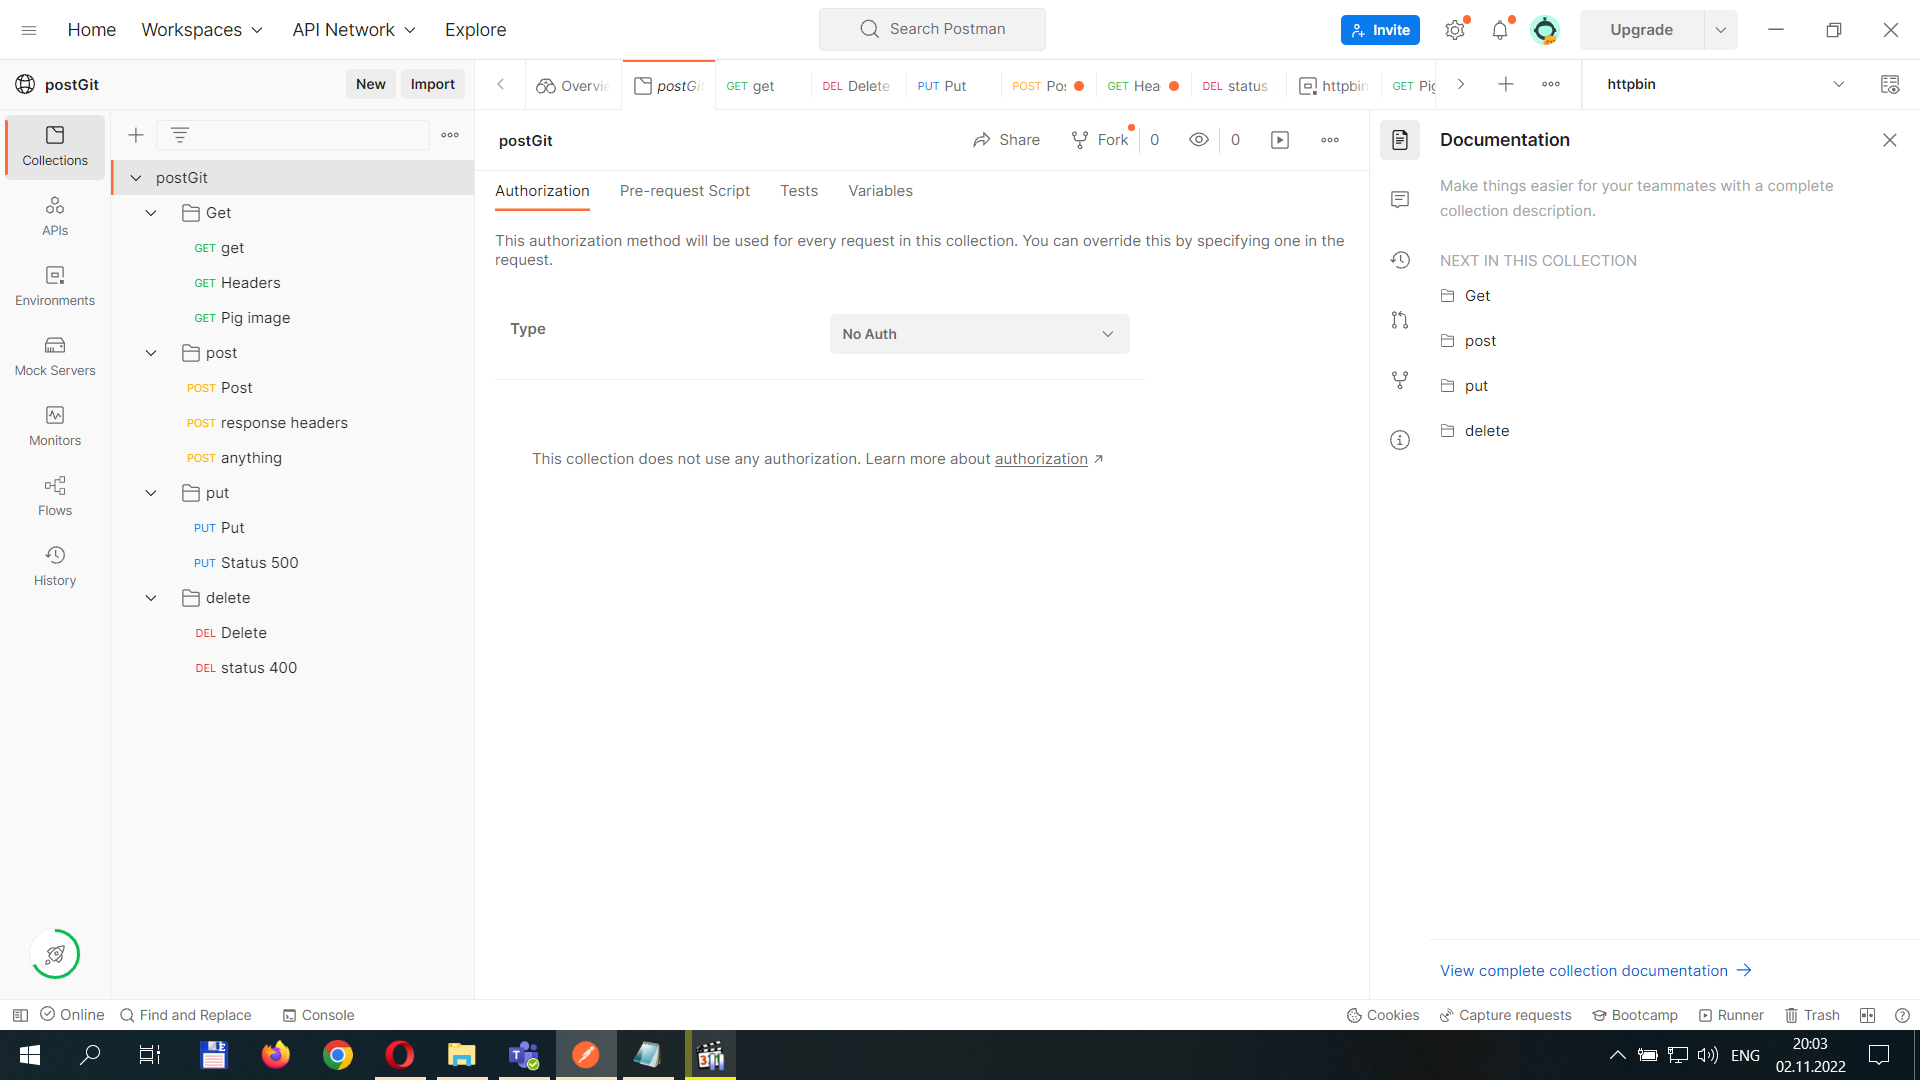 Home
Workspaces
API Network
Explore
Search Postman
Invite
Upgrade
postGit
New
Import
Overvie
postGi
GET get
DEL Delete
PUT Put
POST Pos
GET Hea
DEL status
httpbin
GET Pig
httpbin
Collections
APIs
Environments
Mock Servers
Monitors
Flows
History
postGit
Get
GET get
GET Headers
GET Pig image
post
POST Post
POST response headers
POST anything
put
PUT Put
PUT Status 500
delete
DEL Delete
DEL status 400
postGit
Share
Fork
0
0
Authorization
Pre-request Script
Tests
Variables
This authorization method will be used for every request in this collection. You can override this by specifying one in the
request.
Type
No Auth
This collection does not use any authorization. Learn more about authorization
Documentation
Make things easier for your teammates with a complete
collection description.
NEXT IN THIS COLLECTION
Get
post
put
delete
View complete collection documentation
Online
Find and Replace
Console
Cookies
Capture requests
Bootcamp
Runner
Trash
ENG
20:03
02.11.2022